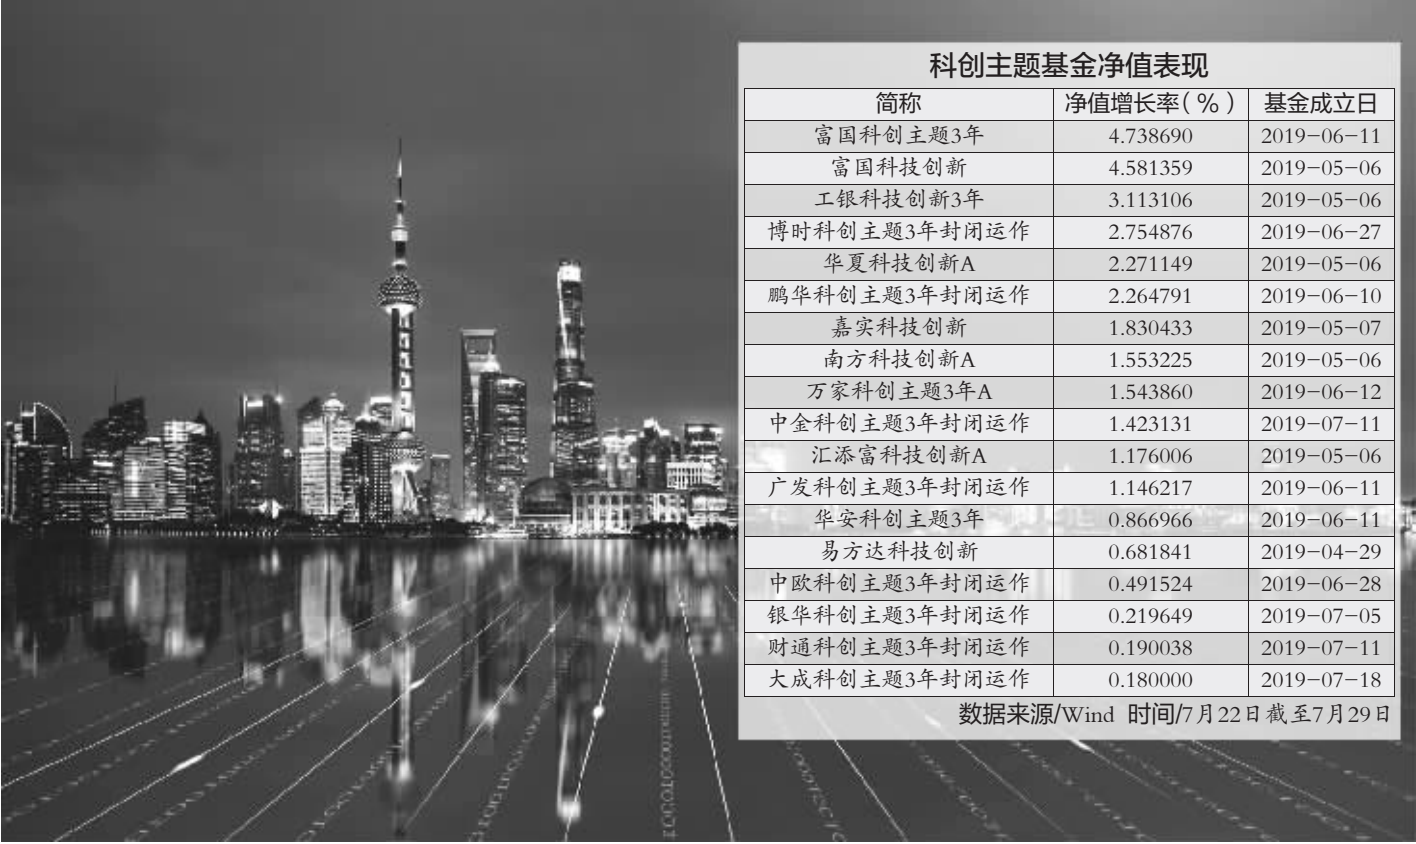 科创主题基金净值表现
简称 净值增长率(%) 基金成立日
富国科创主题3年 4.738690 2019-06-11
富国科技创新 4.581359 2019-05-06
工银科技创新3年 3.113106 2019-05-06
博时科创主题3年封闭运作 2.754876 2019-06-27
华夏科技创新A 2.271149 2019-05-06
鹏华科创主题3年封闭运作 2.264791 2019-06-10
嘉实科技创新 1.830433 2019-05-07
南方科技创新A 1.553225 2019-05-06
万家科创主题3年A 1.543860 2019-06-12
中金科创主题3年封闭运作 1.423131 2019-07-11
汇添富科技创新A 1.176006 2019-05-06
广发科创主题3年封闭运作 1.146217 2019-06-11
华安科创主题3年 0.866966 2019-06-11
易方达科技创新 0.681841 2019-04-29
中欧科创主题3年封闭运作 0.491524 2019-06-28
银华科创主题3年封闭运作 0.219649 2019-07-05
财通科创主题3年封闭运作 0.190038 2019-07-11
大成科创主题3年封闭运作 0.180000 2019-07-18
数据来源/Wind 时间/7月22日截至7月29日